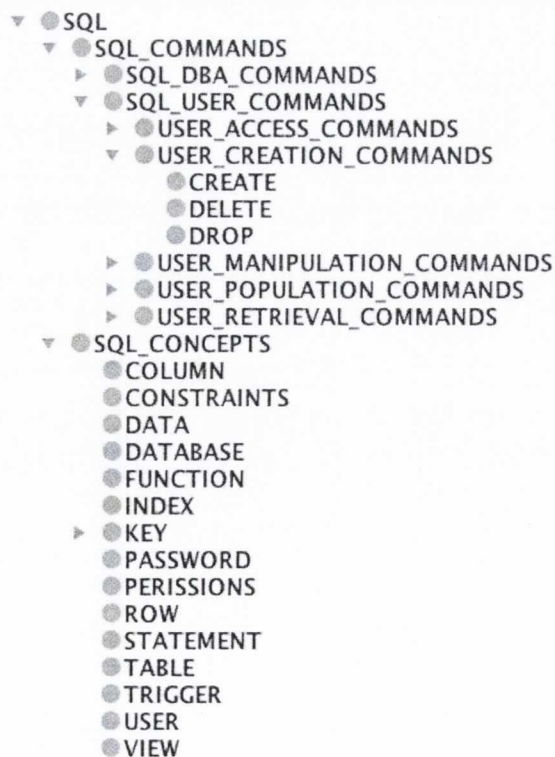 SQL
SQL_COMMANDS
SQL_DBA_COMMANDS
SQL_USER_COMMANDS
USER_ACCESS_COMMANDS
USER_CREATION_COMMANDS
CREATE
DELETE
DROP
USER_MANIPULATION_COMMANDS
USER_POPULATION_COMMANDS
USER_RETRIEVAL_COMMANDS
SQL_CONCEPTS
COLUMN
CONSTRAINTS
DATA
DATABASE
FUNCTION
INDEX
KEY
PASSWORD
PERISSIONS
ROW
STATEMENT
TABLE
TRIGGER
USER
VIEW